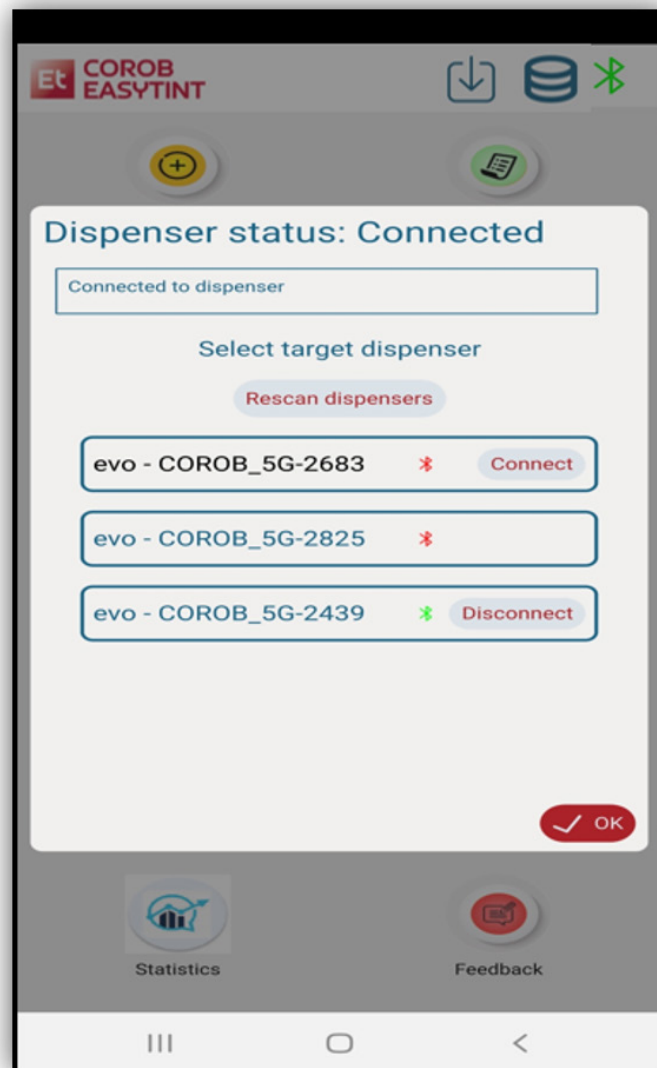 Et COROB
EASYTINT
Dispenser status: Connected
Connected to dispenser
Select target dispenser
Rescan dispensers
evo - COROB_5G-2683 Connect
evo - COROB_5G-2825
evo - COROB_5G-2439 Disconnect
OK
Statistics Feedback